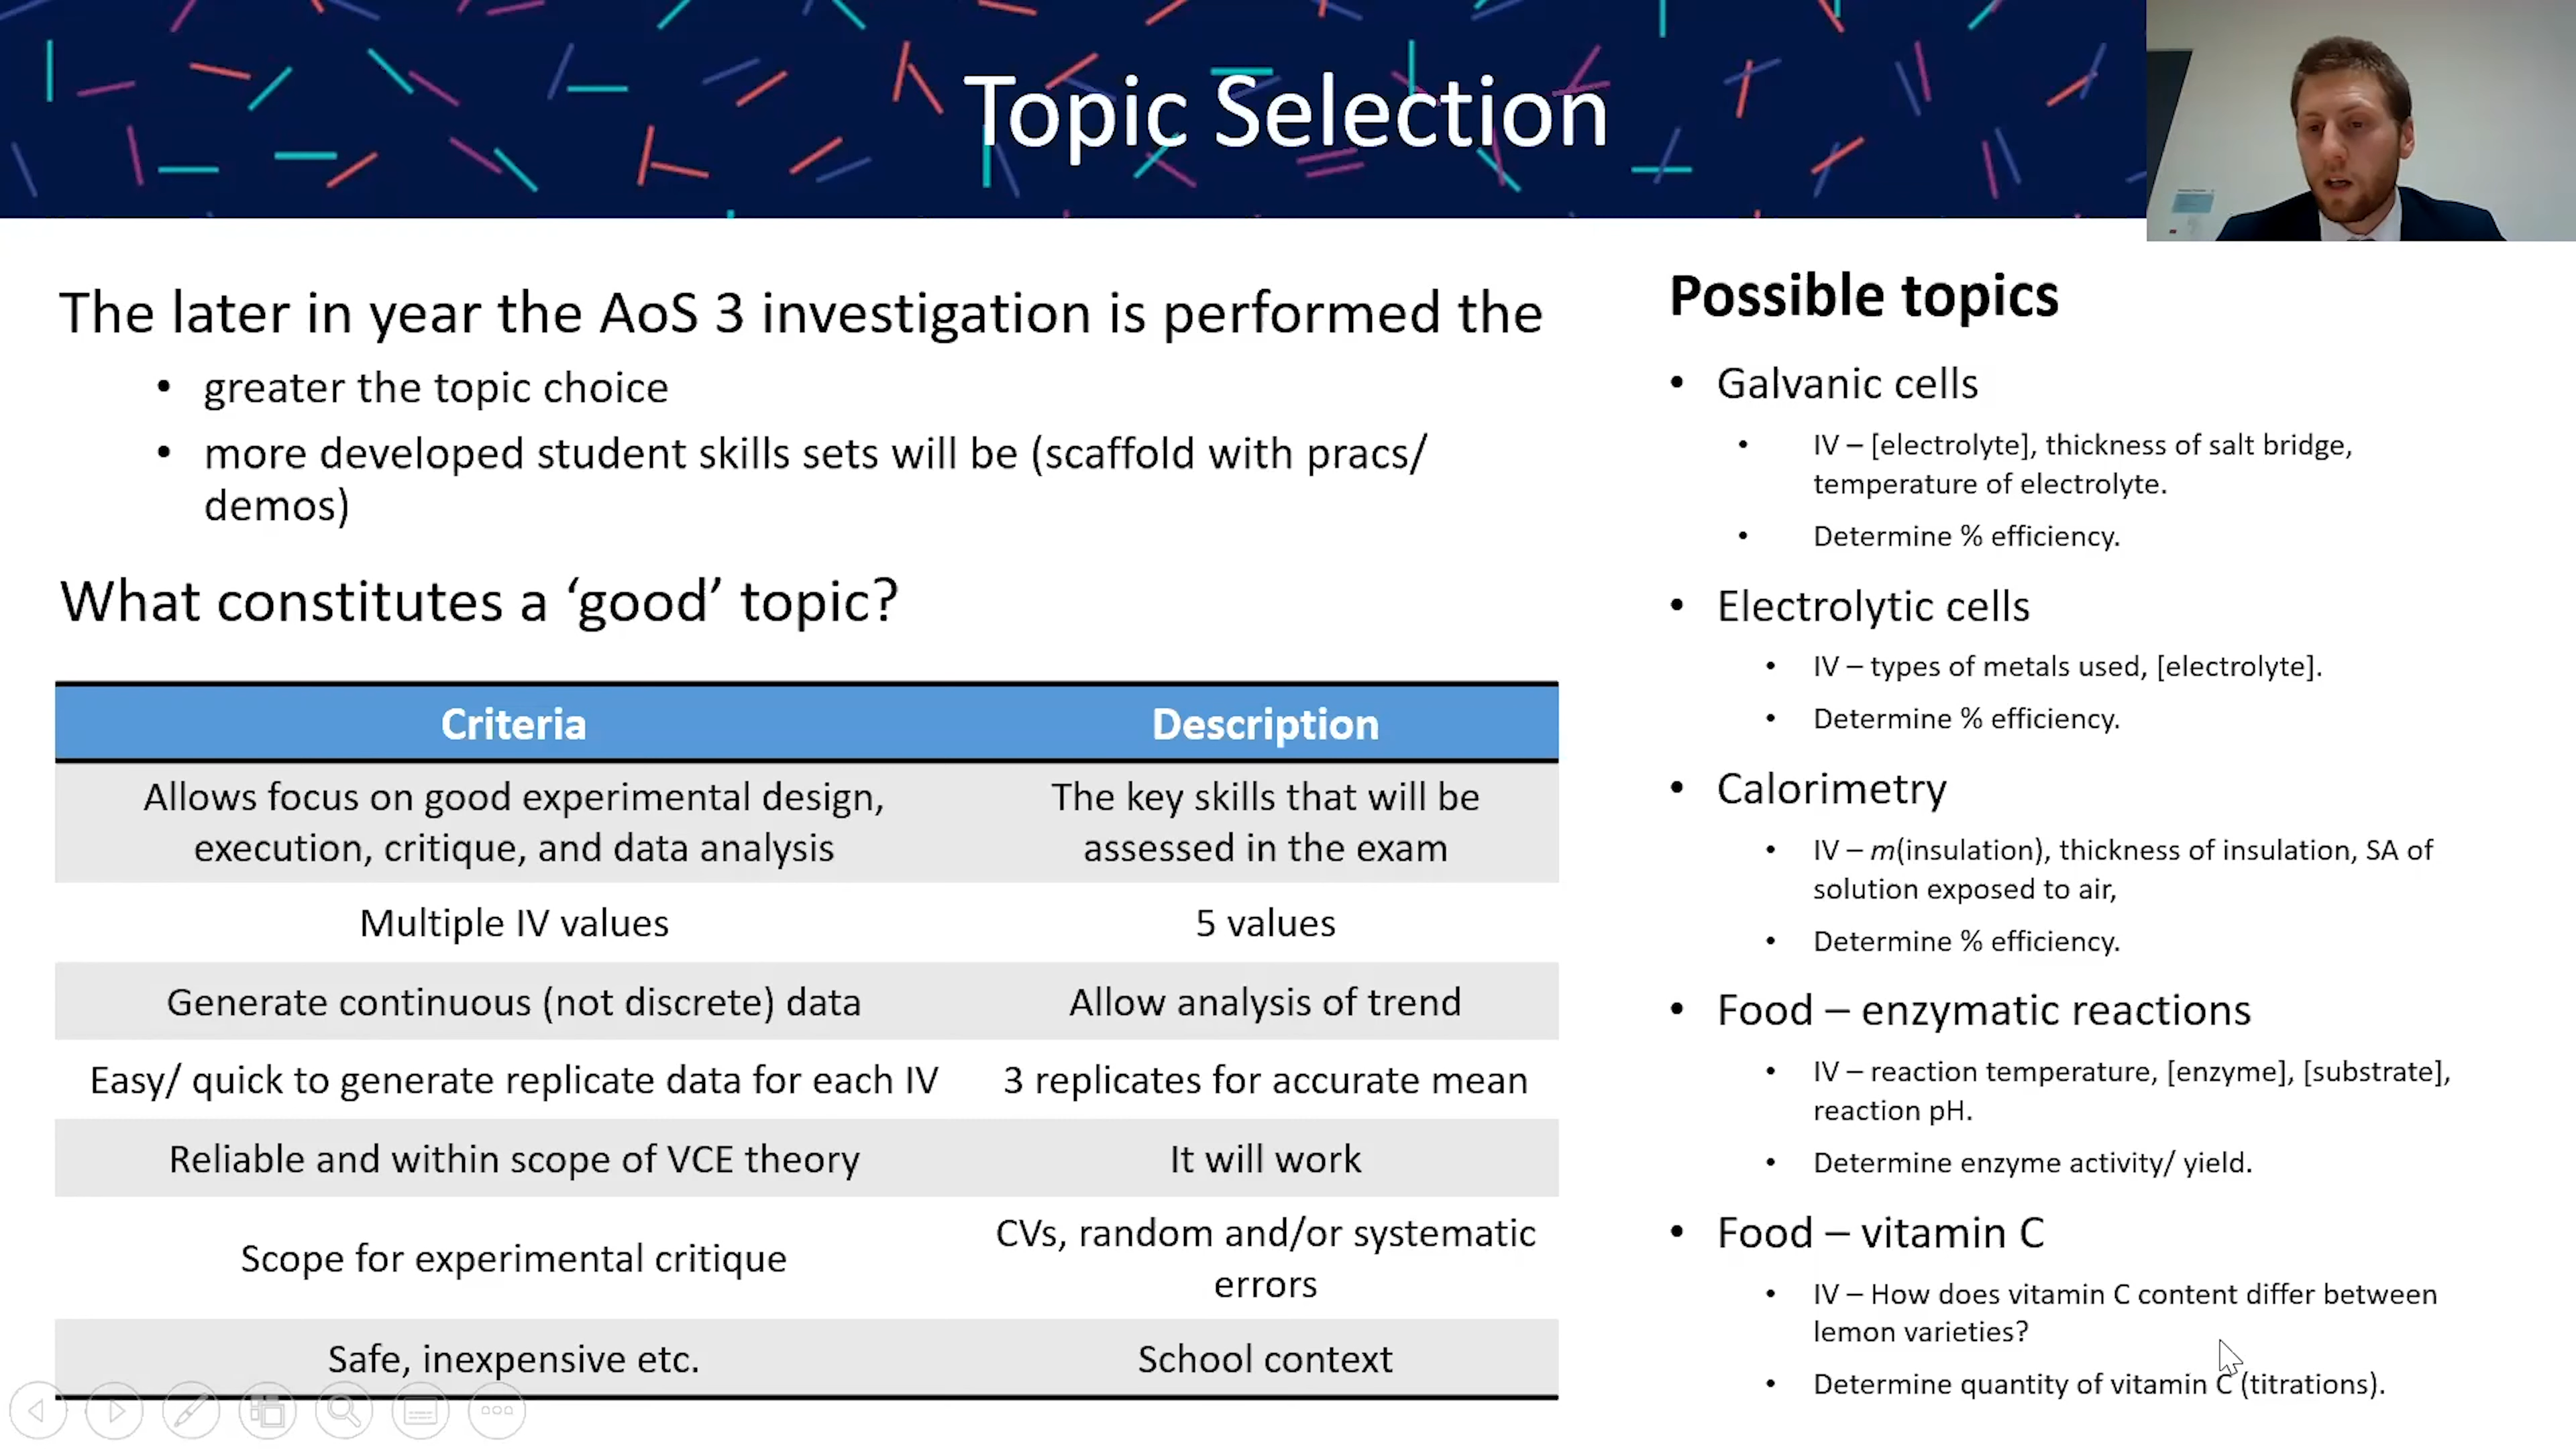 Topic Selection
The later in year the AoS 3 investigation is performed the
• greater the topic choice
• more developed student skills sets will be (scaffold with pracs/
demos)
What constitutes a ‘good’ topic?
Criteria Description
Allows focus on good experimental design, The key skills that will be
execution, critique, and data analysis assessed in the exam
Multiple IV values 5 values
Generate continuous (not discrete) data Allow analysis of trend
Easy/ quick to generate replicate data for each IV 3 replicates for accurate mean
Reliable and within scope of VCE theory It will work
Scope for experimental critique CVs, random and/or systematic
errors
Safe, inexpensive etc. School context
Possible topics
• Galvanic cells
• IV – [electrolyte], thickness of salt bridge,
temperature of electrolyte.
• Determine % efficiency.
• Electrolytic cells
• IV – types of metals used, [electrolyte].
• Determine % efficiency.
• Calorimetry
• IV – m(insulation), thickness of insulation, SA of
solution exposed to air,
• Determine % efficiency.
• Food – enzymatic reactions
• IV – reaction temperature, [enzyme], [substrate],
reaction pH.
• Determine enzyme activity/ yield.
• Food – vitamin C
• IV – How does vitamin C content differ between
lemon varieties?
• Determine quantity of vitamin C (titrations).